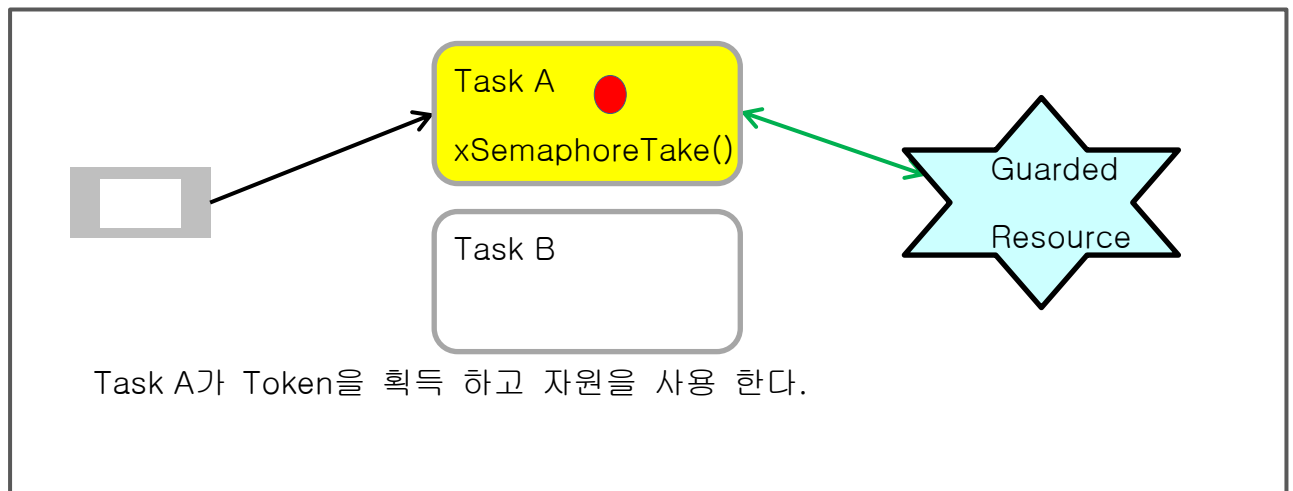 Task A
xSemaphoreTake()
Guarded
Resource
Task B
Task A가 Token을 획득 하고 자원을 사용 한다.